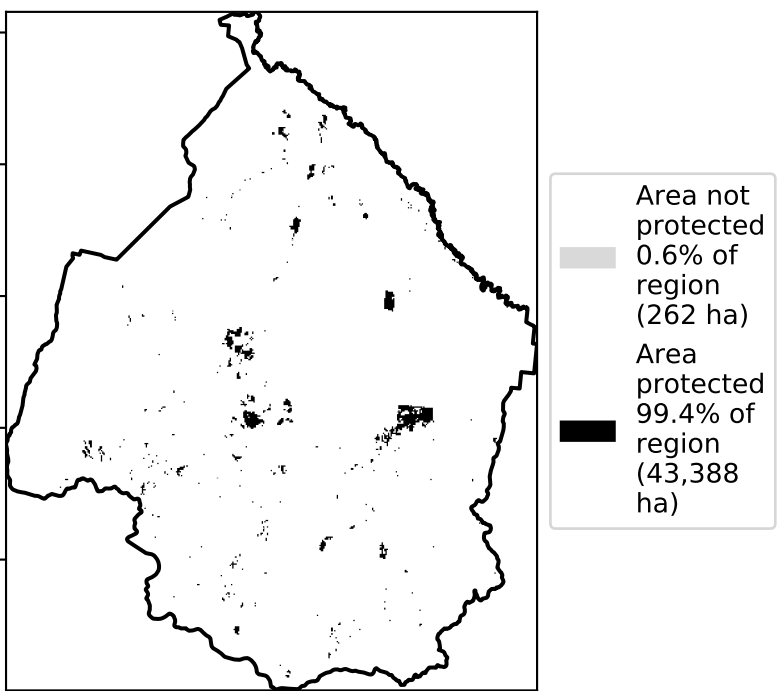 Area not
protected
0.6% of
region
(262 ha)
Area
protected
99.4% of
region
(43,388
ha)